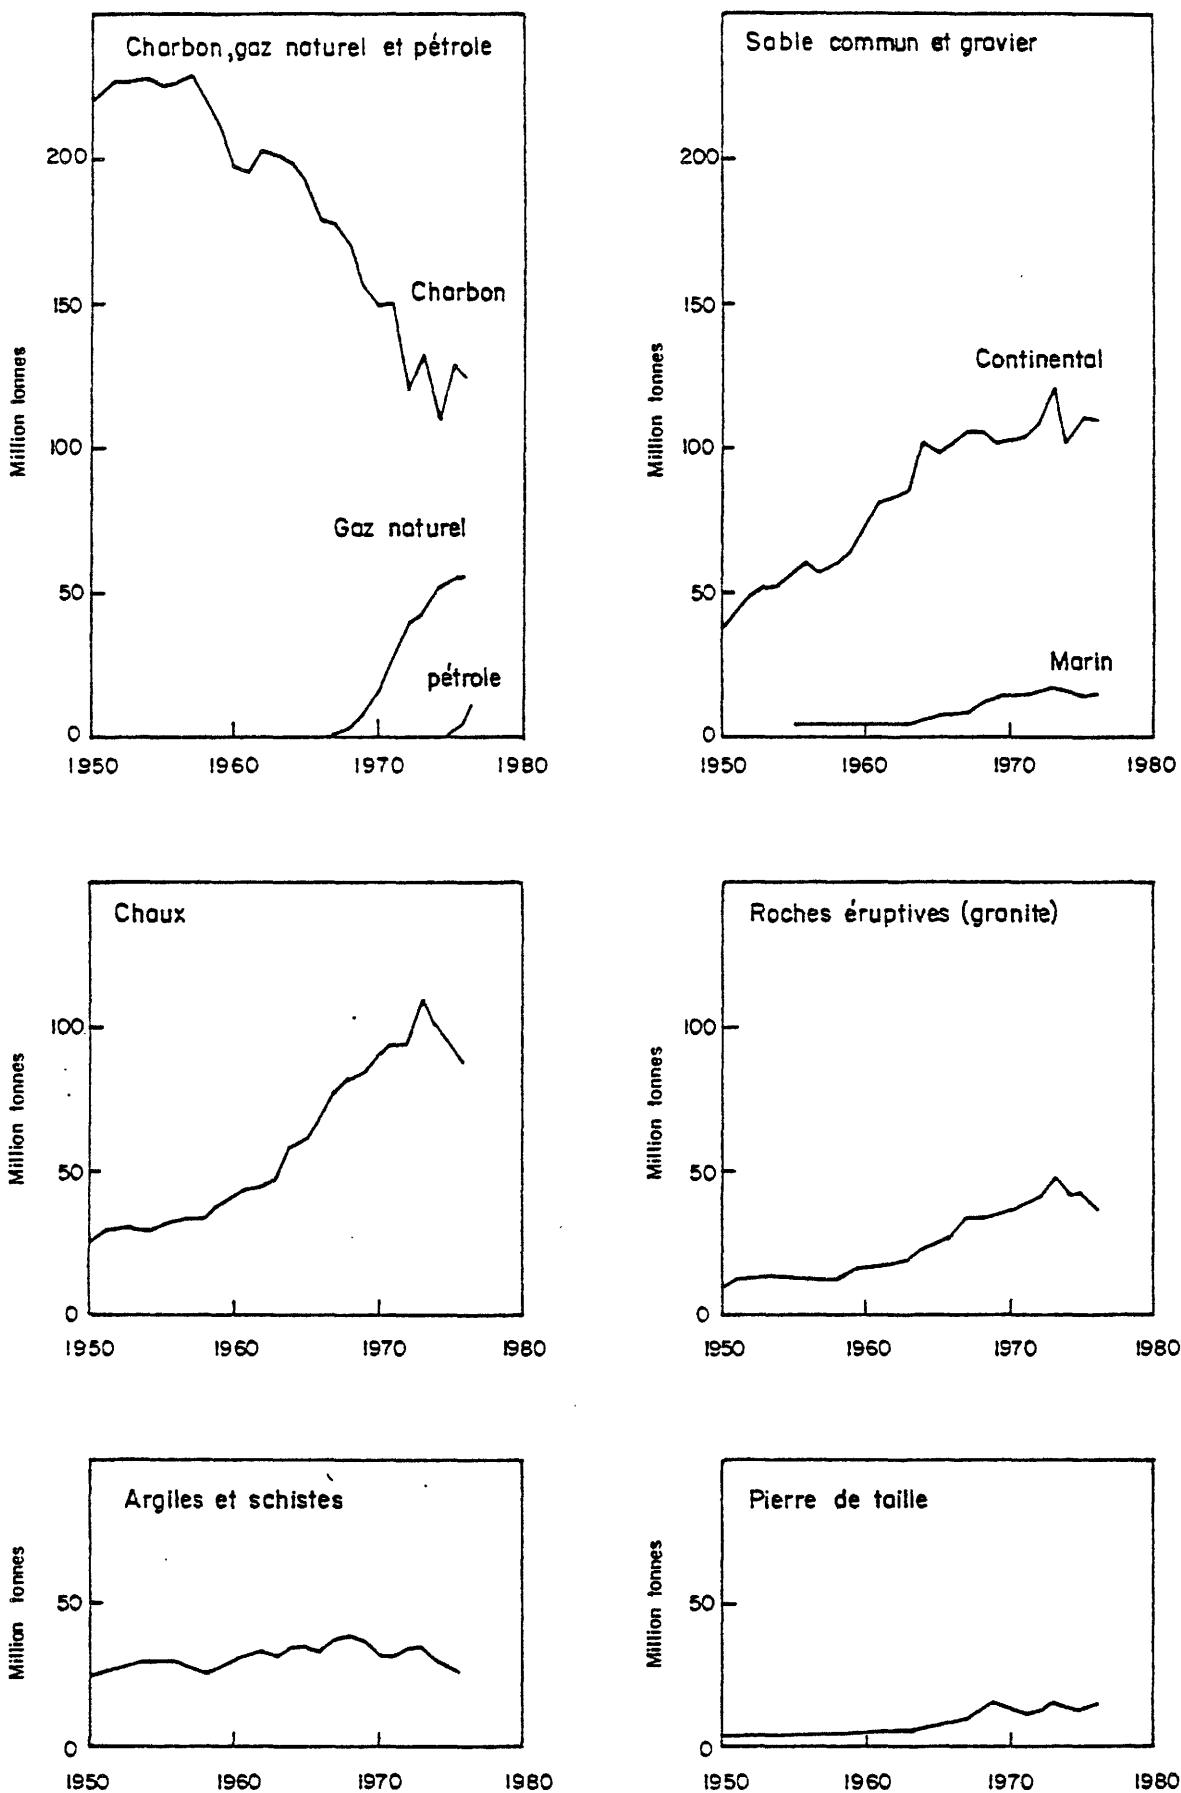 Charbon, gaz naturel et pétrole
200
150
100
50
0
Million tonnes
Charbon
Gaz naturel
pétrole
1950 1960 1970 1980
Sable commun et gravier
200
150
100
50
0
Million tonnes
Continental
Marin
1950 1960 1970 1980
Chaux
100
50
0
Million tonnes
1950 1960 1970 1980
Roches éruptives (granite)
100
50
0
Million tonnes
1950 1960 1970 1980
Argiles et schistes
50
0
Million tonnes
1950 1960 1970 1980
Pierre de taille
50
0
Million tonnes
1950 1960 1970 1980